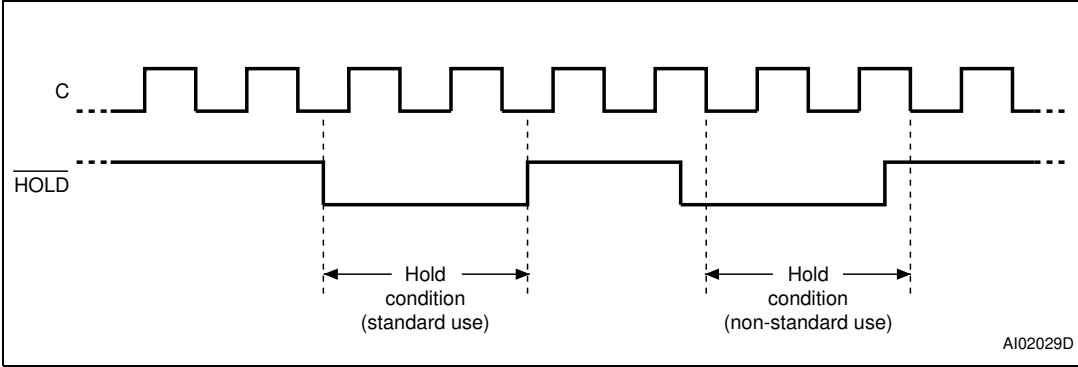 C
HOLD
Hold
condition
(standard use)
Hold
condition
(non-standard use)
AI02029D